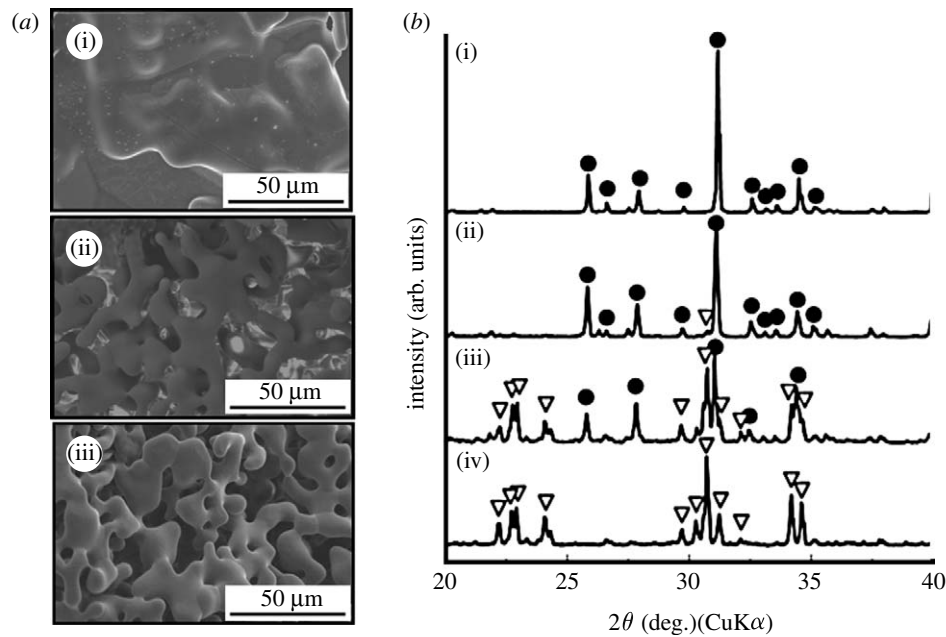 (a)
(i)
50 µm
(ii)
50 µm
(iii)
50 µm
(b)
(i)
(ii)
(iii)
(iv)
intensity (arb. units)
20 25 30 35 40
2θ (deg.)(CuKα)